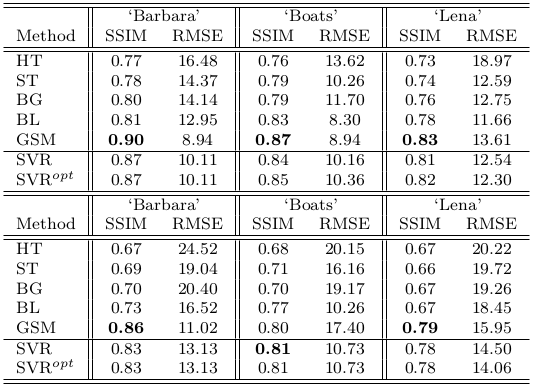 ‘Barbara’ ‘Boats’ ‘Lena’
Method SSIM RMSE SSIM RMSE SSIM RMSE
HT 0.77 16.48 0.76 13.62 0.73 18.97
ST 0.78 14.37 0.79 10.26 0.74 12.59
BG 0.80 14.14 0.79 11.70 0.76 12.75
BL 0.81 12.95 0.83 8.30 0.78 11.66
GSM 0.90 8.94 0.87 8.94 0.83 13.61
SVR 0.87 10.11 0.84 10.16 0.81 12.54
SVRopt 0.87 10.11 0.85 10.36 0.82 12.30
‘Barbara’ ‘Boats’ ‘Lena’
Method SSIM RMSE SSIM RMSE SSIM RMSE
HT 0.67 24.52 0.68 20.15 0.67 20.22
ST 0.69 19.04 0.71 16.16 0.66 19.72
BG 0.70 20.40 0.70 19.17 0.67 19.26
BL 0.73 16.52 0.77 10.26 0.67 18.45
GSM 0.86 11.02 0.80 17.40 0.79 15.95
SVR 0.83 13.13 0.81 10.73 0.78 14.50
SVRopt 0.83 13.13 0.81 10.73 0.78 14.06